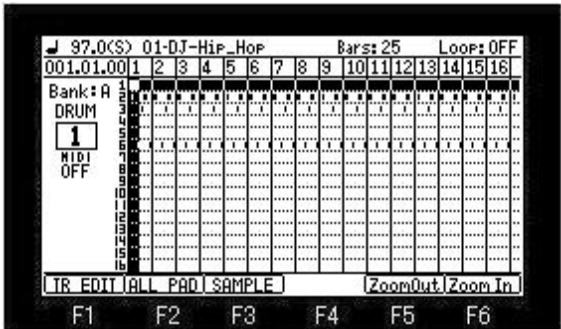 ♩ 97.0(S) 01-DJ-Hip_Hop Bars:25 Loop:OFF
001.01.00 1 2 3 4 5 6 7 8 9 10 11 12 13 14 15 16
Bank:A
DRUM
1
MIDI
OFF
1
2
3
4
5
6
7
8
9
10
11
12
13
14
15
16
TR EDIT ALL PAD SAMPLE ZoomOut Zoom In
F1 F2 F3 F4 F5 F6